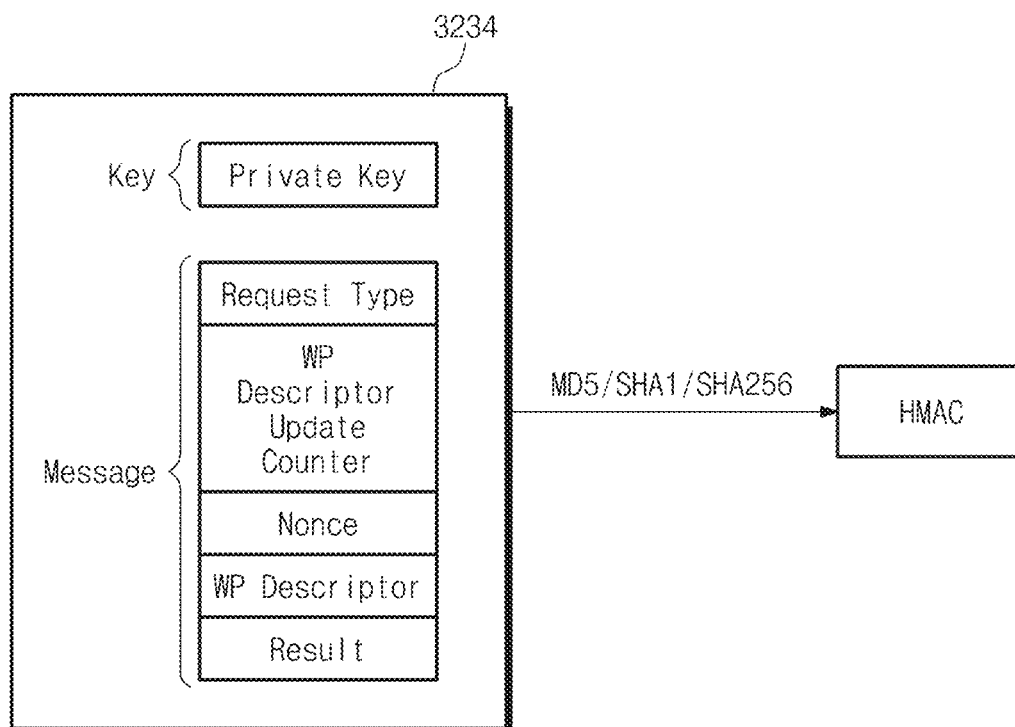 3234
Key
Private Key
Request Type
WP
Descriptor
Update
Counter
Message
Nonce
WP Descriptor
Result
MD5/SHA1/SHA256
HMAC